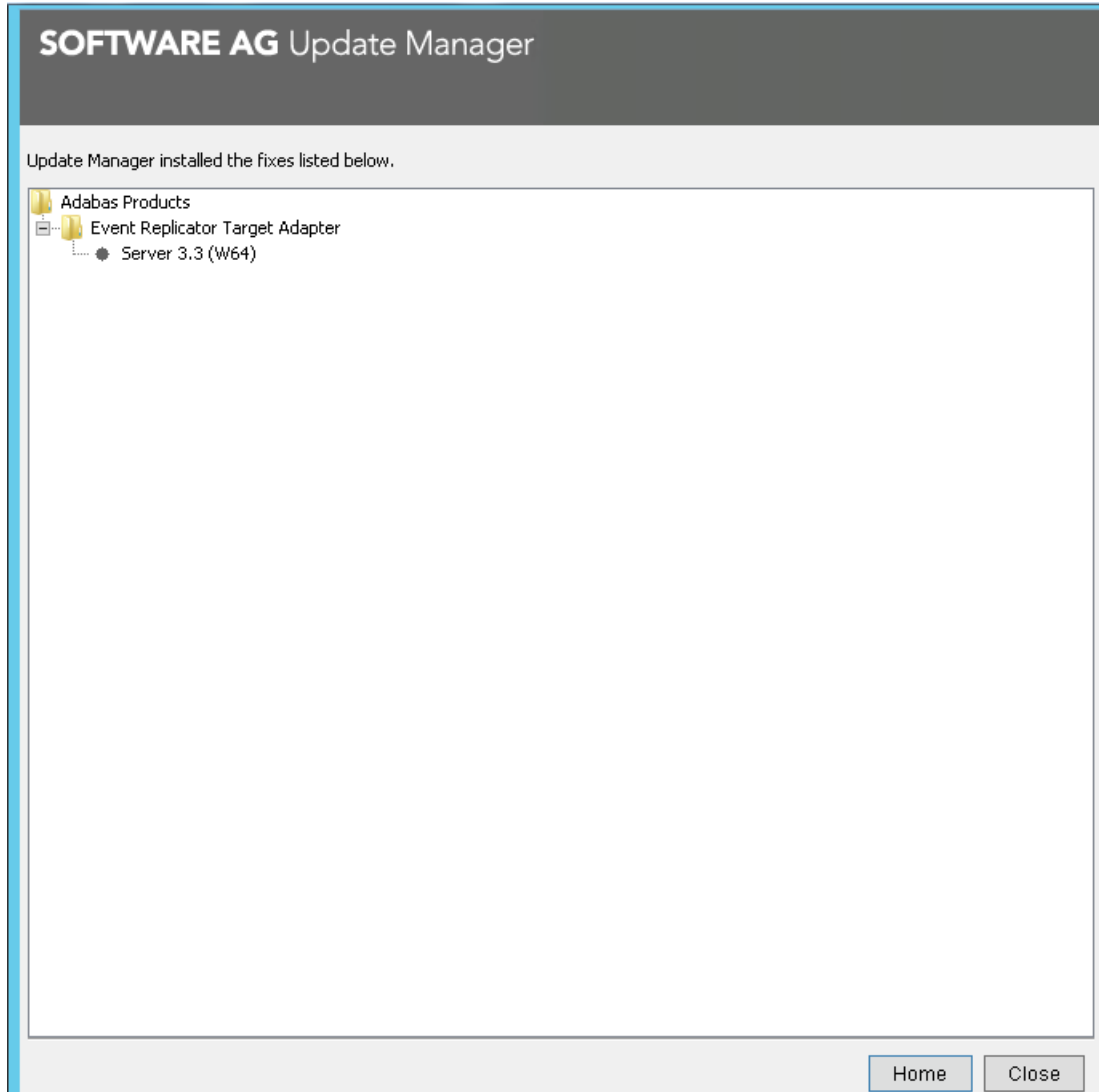 SOFTWARE AG Update Manager
Update Manager installed the fixes listed below.
Adabas Products
Event Replicator Target Adapter
Server 3.3 (W64)
Home Close